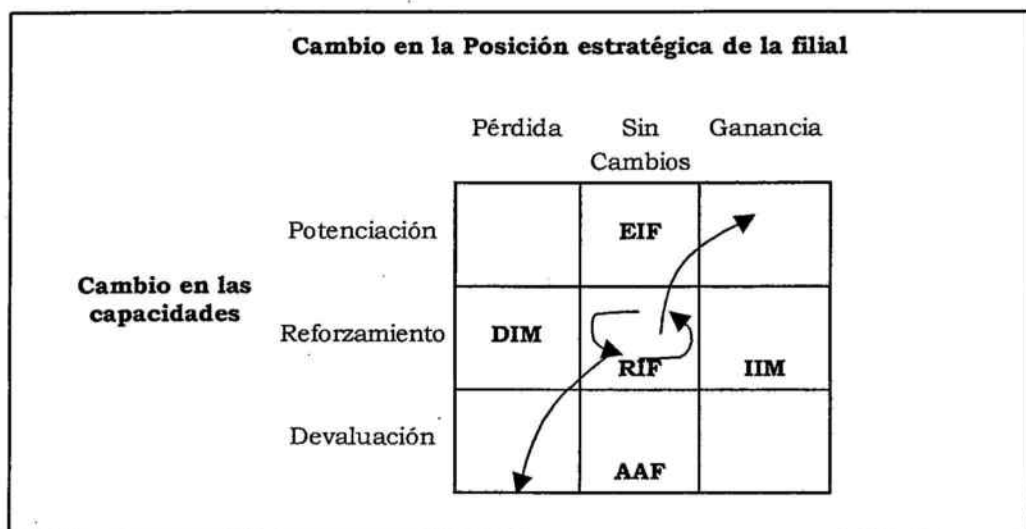 Cambio en la Posición estratégica de la filial
Pérdida Sin Ganancia
Cambios
Potenciación EIF
Cambio en las
capacidades
Reforzamiento DIM
RIF IIM
Devaluación
AAF